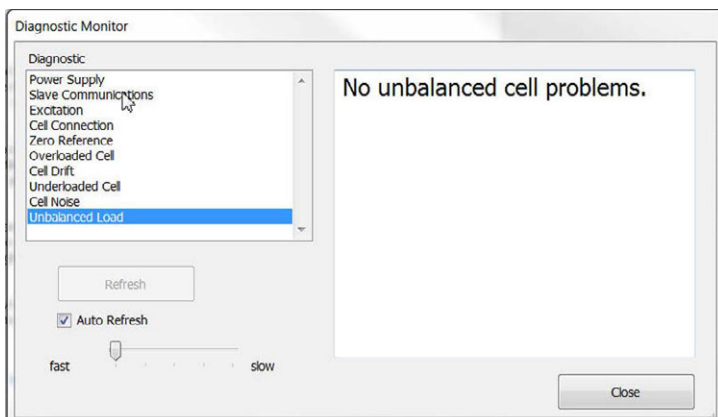 Diagnostic Monitor
Diagnostic
Power Supply
Slave Communications
Excitation
Cell Connection
Zero Reference
Overloaded Cell
Cell Drift
Underloaded Cell
Cell Noise
Unbalanced Load
No unbalanced cell problems.
Refresh
Auto Refresh
fast
slow
Close